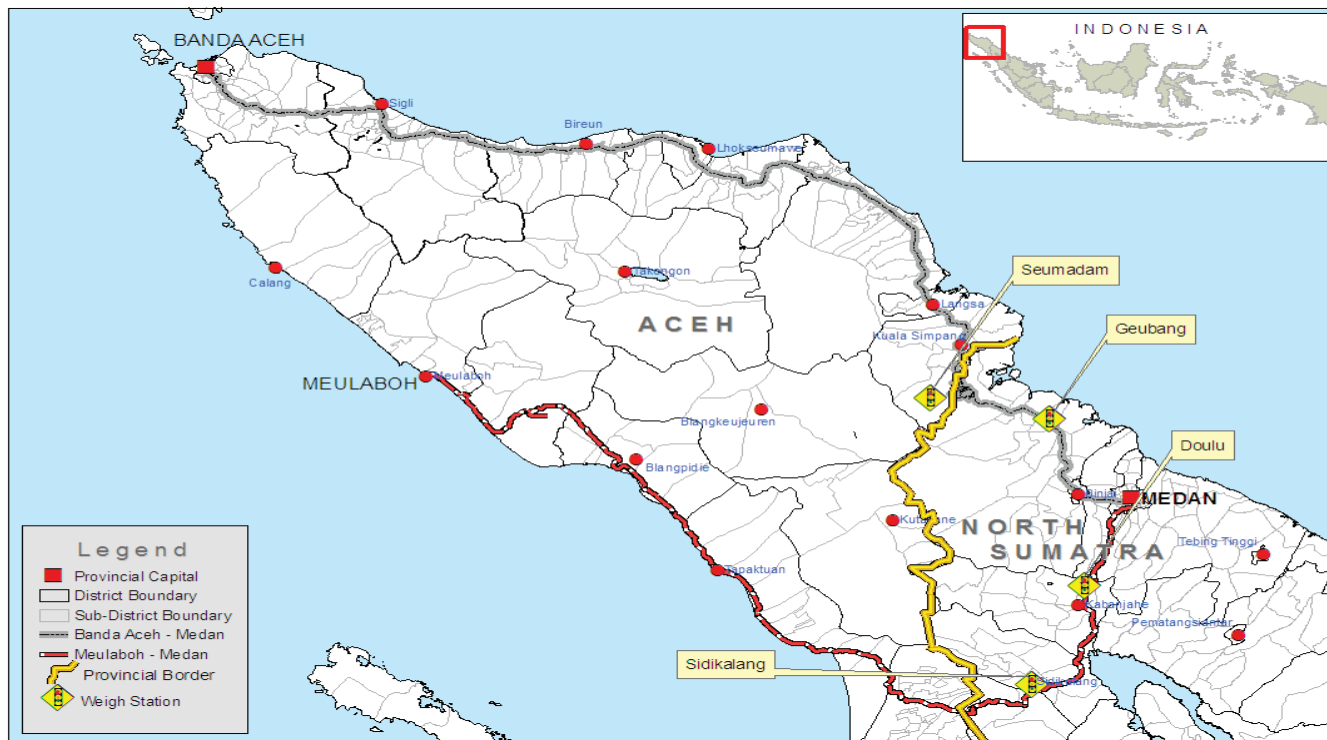 BANDA ACEH
INDONESIA
Sigli
Bireun
Lhokseumawe
Seumadam
Calang
Takengon
Langsa
ACEH
Geubang
Kuala Simpang
MEULABOH
Meulaboh
Blangkeujeuren
Doulu
Blangpidie
Binjai
MEDAN
Kutacane
NORTH
SUMATRA
Tebing Tinggi
Legend
Provincial Capital
District Boundary
Sub-District Boundary
Banda Aceh - Medan
Meulaboh - Medan
Provincial Border
Weigh Station
Tapaktuan
Kabanjahe
Pematangsiantar
Sidikalang
Sidikalang